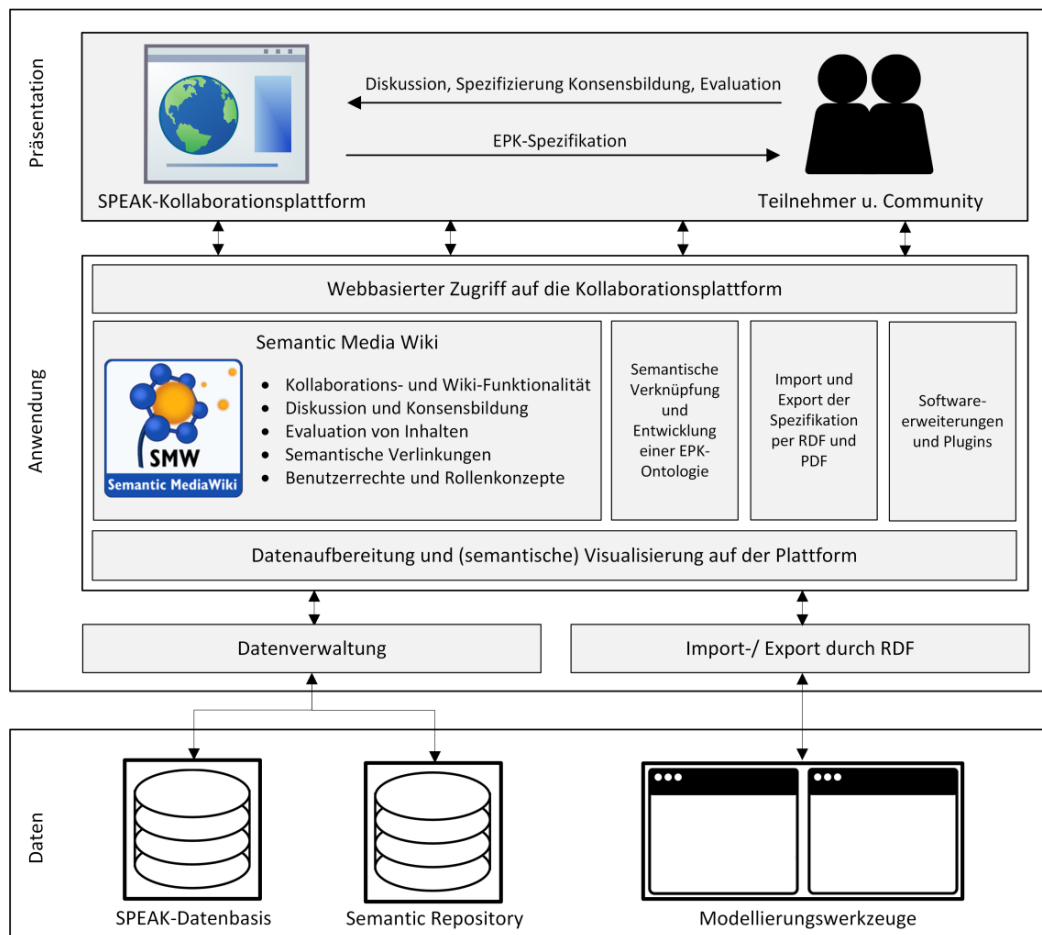 Präsentation
Diskussion, Spezifizierung Konsensbildung, Evaluation
EPK-Spezifikation
SPEAK-Kollaborationsplattform
Teilnehmer u. Community
Anwendung
Webbasierter Zugriff auf die Kollaborationsplattform
Semantic Media Wiki
SMW
Semantic MediaWiki
• Kollaborations- und Wiki-Funktionalität
• Diskussion und Konsensbildung
• Evaluation von Inhalten
• Semantische Verlinkungen
• Benutzerrechte und Rollenkonzepte
Semantische
Verknüpfung
und
Entwicklung
einer EPK-
Ontologie
Import und
Export der
Spezifikation
per RDF und
PDF
Software-
erweiterungen
und Plugins
Datenaufbereitung und (semantische) Visualisierung auf der Plattform
Datenverwaltung
Import-/ Export durch RDF
Daten
SPEAK-Datenbasis
Semantic Repository
Modellierungswerkzeuge